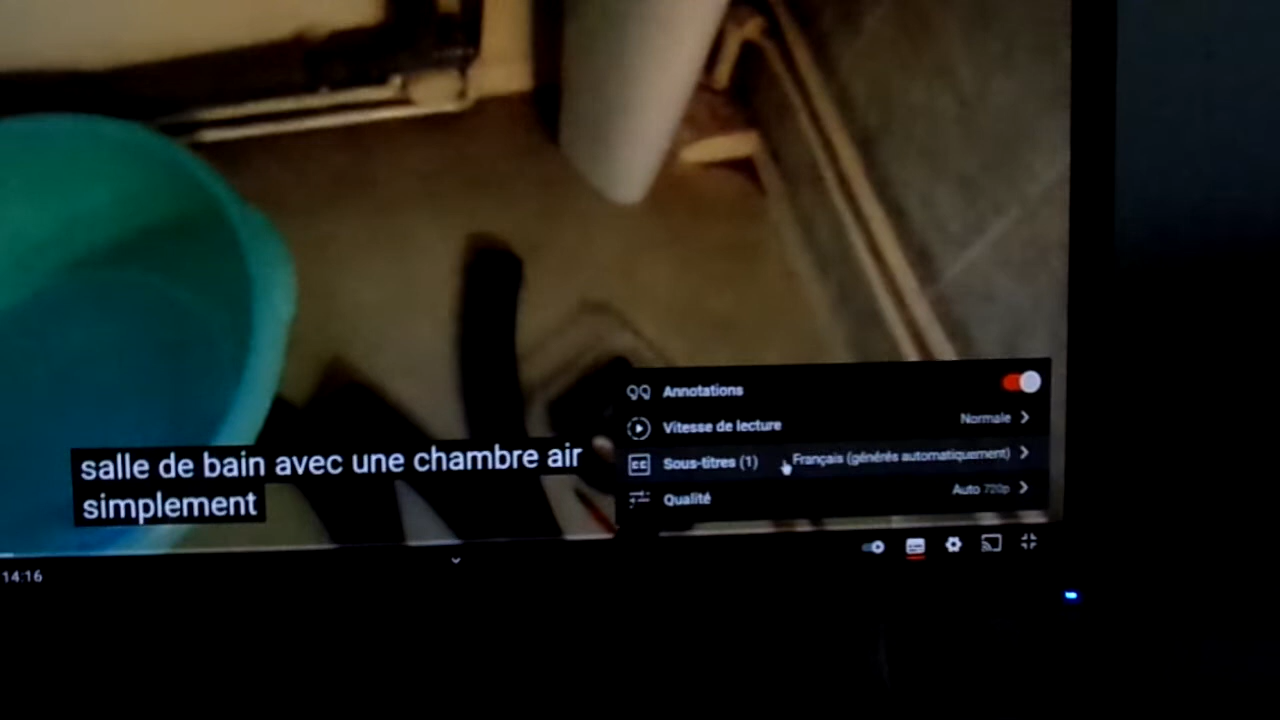 salle de bain avec une chambre air
simplement
Annotations
Vitesse de lecture Normale
CC Sous-titres (1) Français (générés automatiquement)
Qualité Auto 720p
14:16